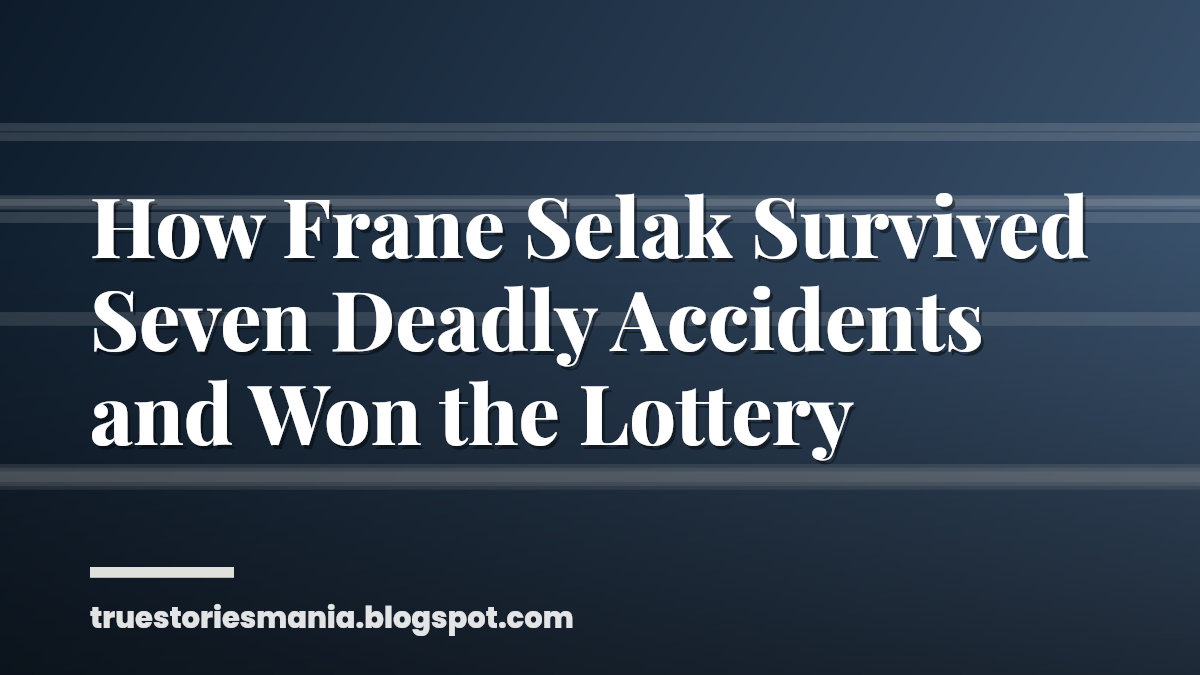 How Frane Selak Survived
Seven Deadly Accidents
and Won the Lottery
truestoriesmania.blogspot.com